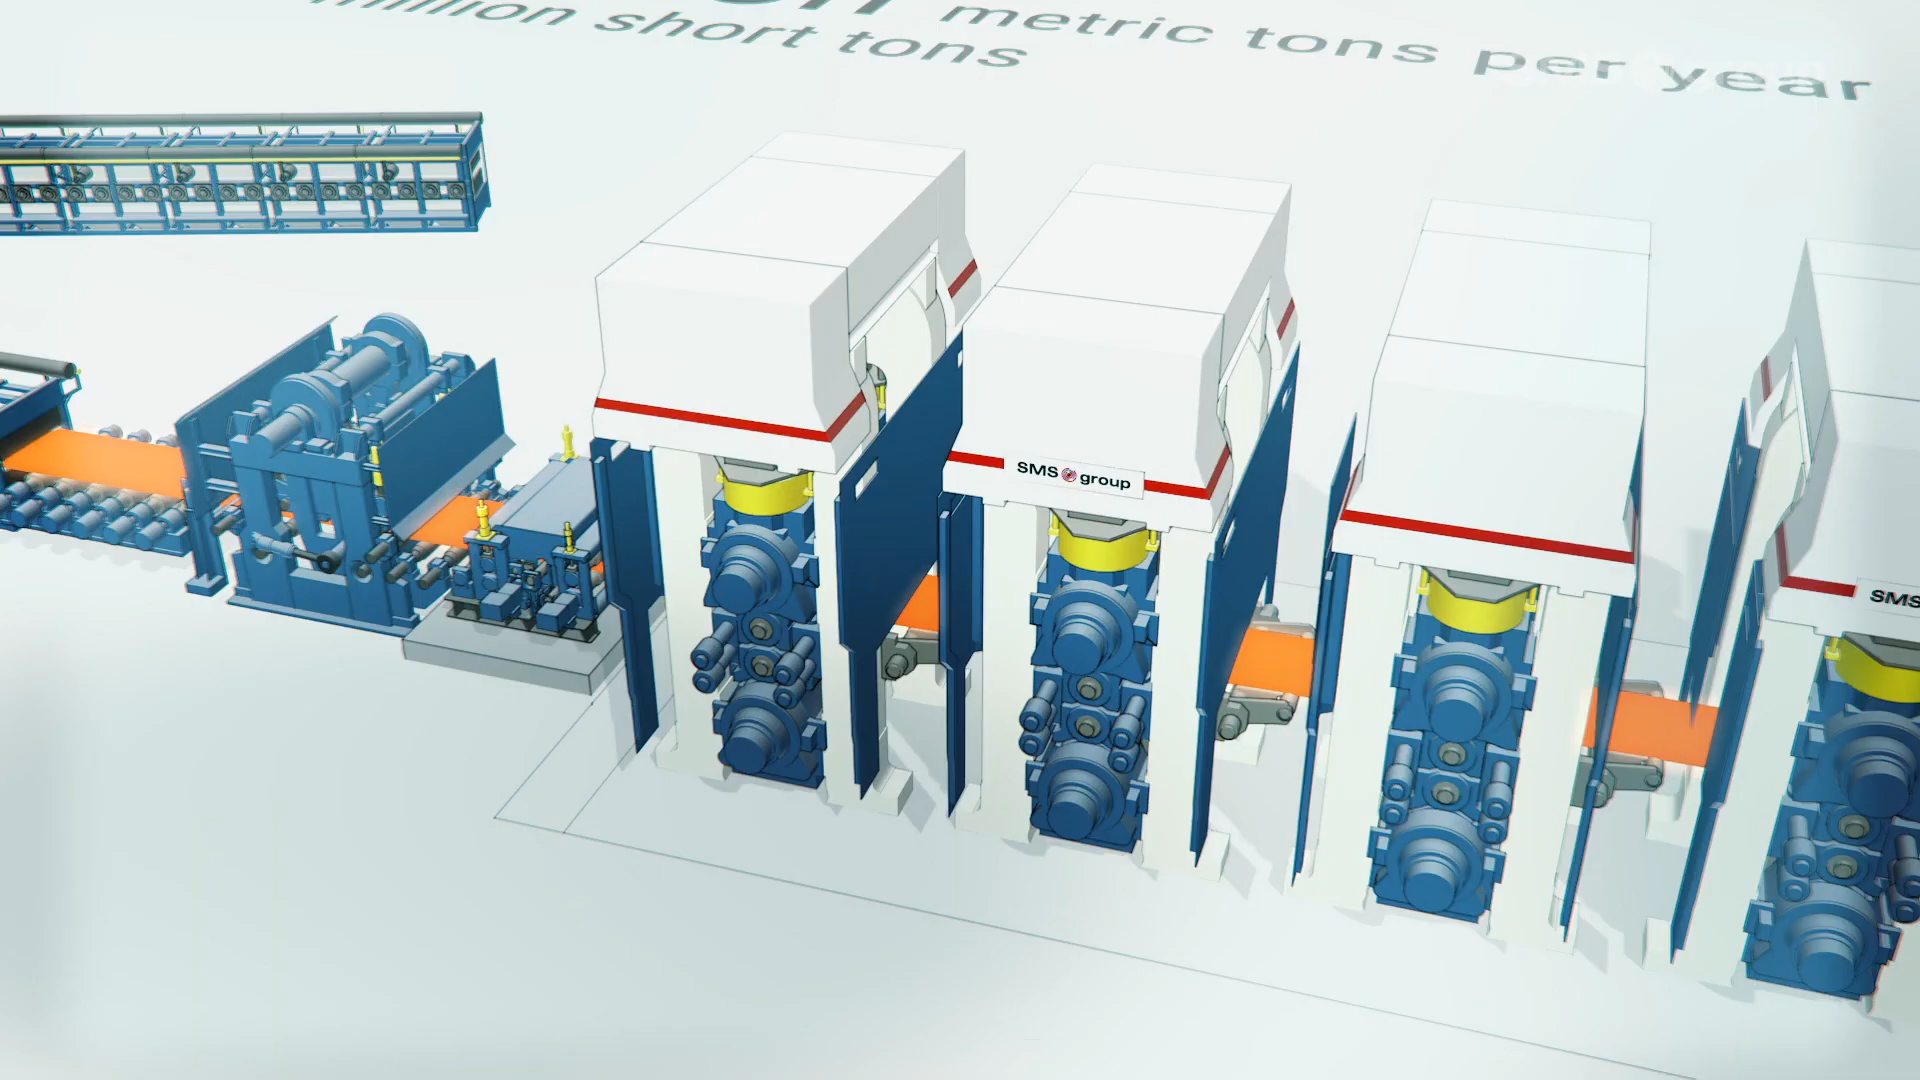 metric tons per year
million short tons
SMS group
SMS